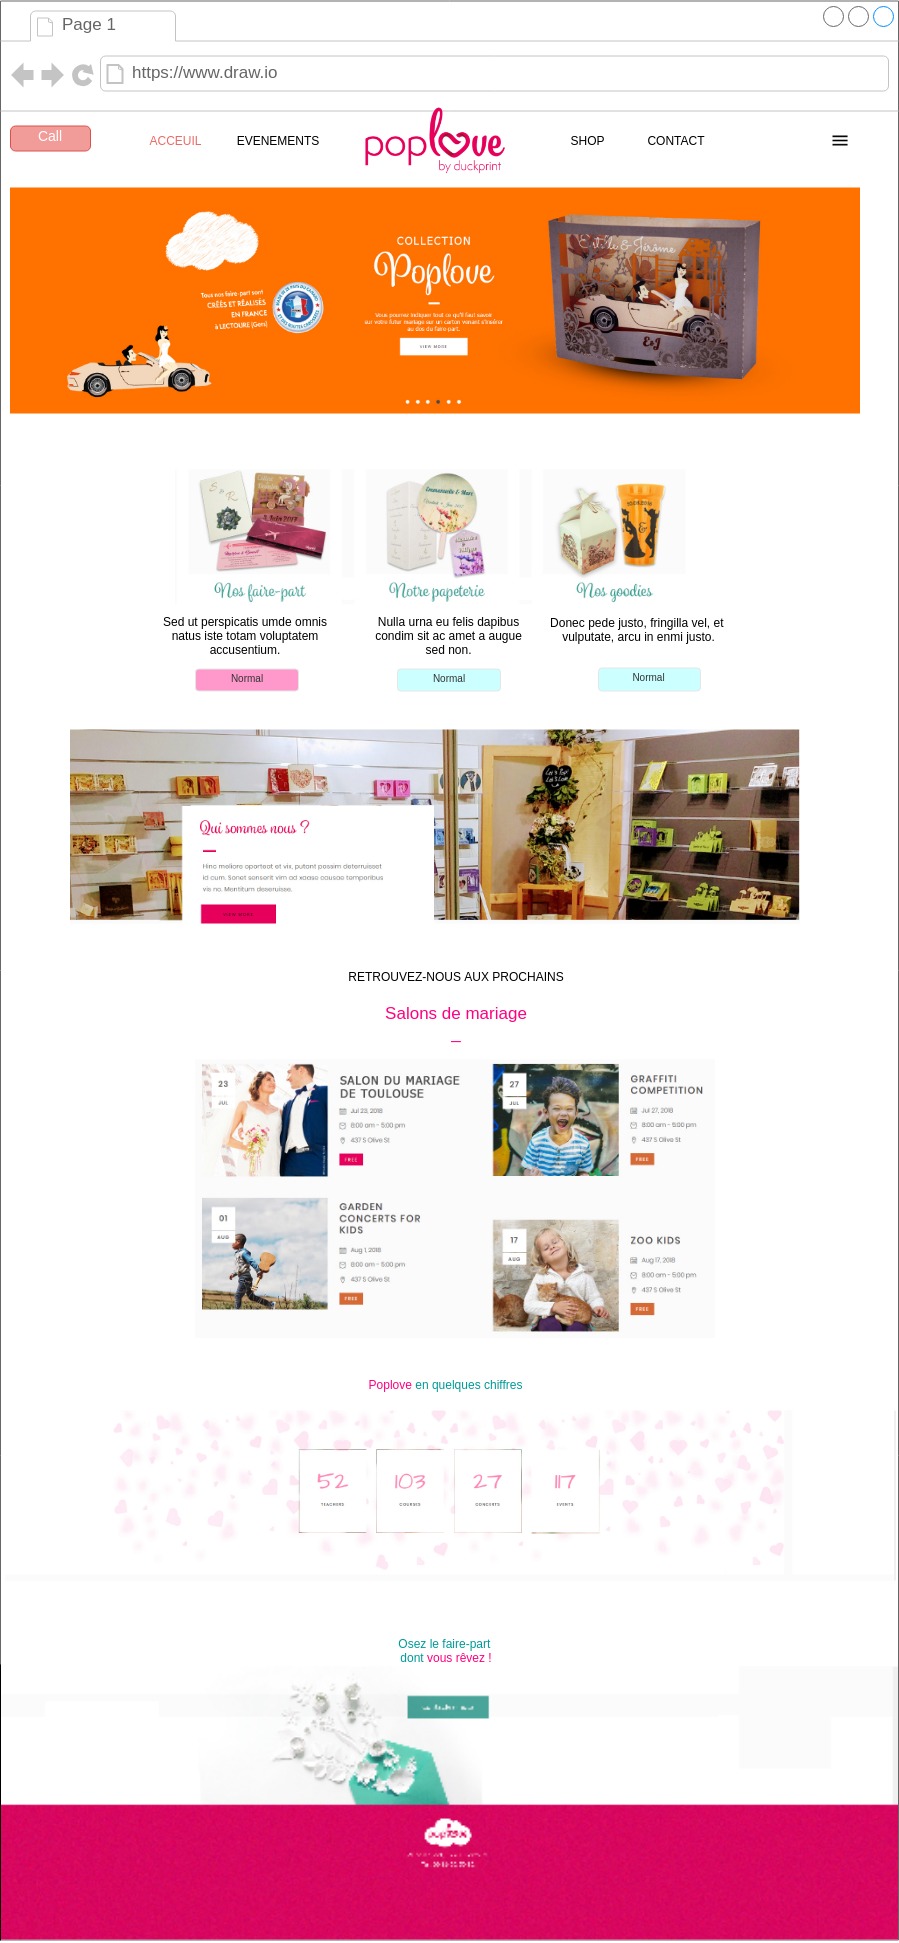 Page 1
https://www.draw.io
Call
ACCEUIL
EVENEMENTS
poplove
by duckprint
SHOP
CONTACT
COLLECTION
Poplove
Vous pourrez indiquer tout ce qu'il faut savoir
sur votre futur mariage sur un carton venant s'insérer
au dos du faire-part.
VIEW MORE
Tous nos faire-part sont
CRÉÉS ET RÉALISÉS
EN FRANCE
à LECTOURE (Gers)
Estelle & Jérôme
E&J
Nos faire-part
Notre papeterie
Nos goodies
Sed ut perspicatis umde omnis
natus iste totam voluptatem
accusentium.
Nulla urna eu felis dapibus
condim sit ac amet a augue
sed non.
Donec pede justo, fringilla vel, et
vulputate, arcu in enmi justo.
Normal
Normal
Normal
Qui sommes nous ?
Hinc meliore oporteat et vix, putant possim deterruisset
id cum. Sonet senserit vim ad, causae temporibus
vis no. Mentitum deseruisse.
VIEW MORE
RETROUVEZ-NOUS AUX PROCHAINS
Salons de mariage
23
JUL
SALON DU MARIAGE
DE TOULOUSE
Jul 23, 2018
8:00 am - 5:00 pm
437 S Olive St
FREE
27
JUL
GRAFFITI
COMPETITION
Jul 27, 2018
8:00 am - 5:00 pm
437 S Olive St
FREE
01
AUG
GARDEN
CONCERTS FOR
KIDS
Aug 1, 2018
8:00 am - 5:00 pm
437 S Olive St
FREE
17
AUG
ZOO KIDS
Aug 17, 2018
8:00 am - 5:00 pm
437 S Olive St
FREE
Poplove en quelques chiffres
52
TEACHERS
103
COURSES
27
CONCERTS
117
EVENTS
Osez le faire-part
dont vous rêvez !